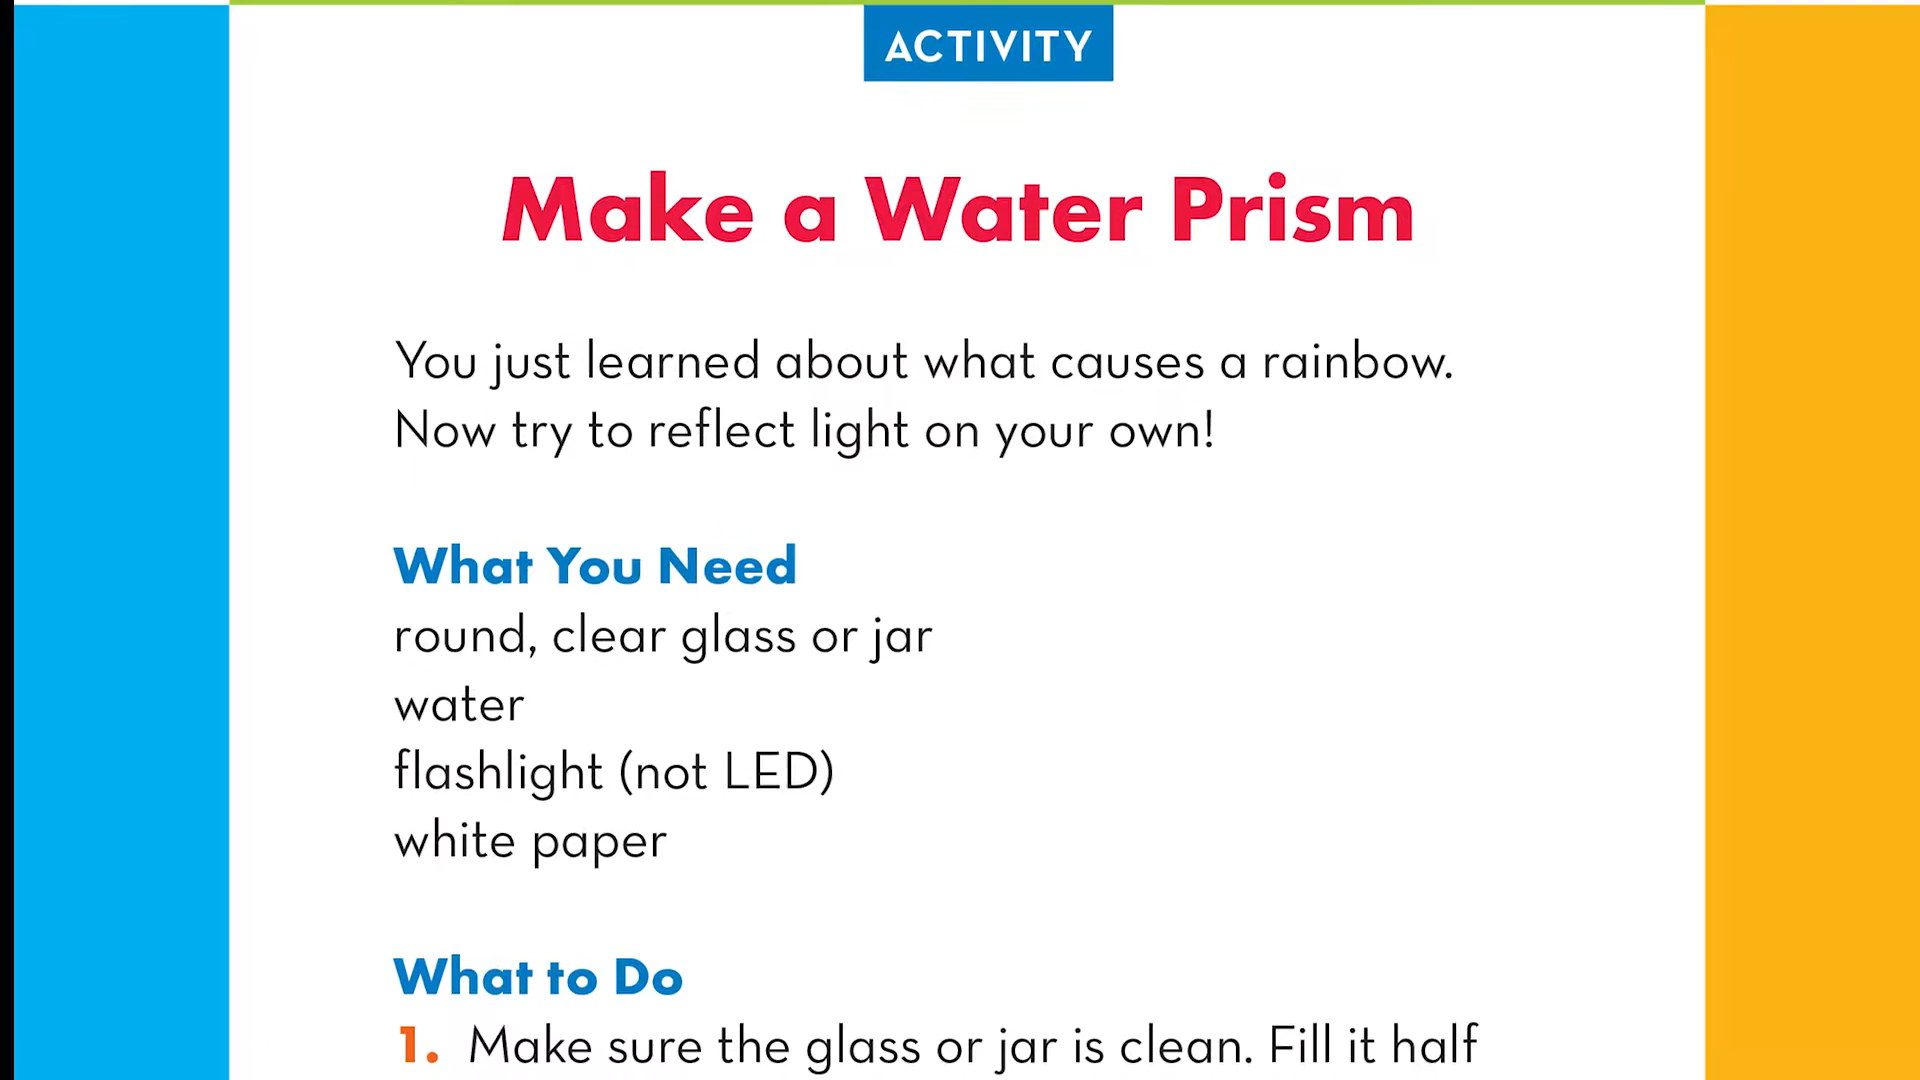 ACTIVITY
Make a Water Prism
You just learned about what causes a rainbow.
Now try to reflect light on your own!
What You Need
round, clear glass or jar
water
flashlight (not LED)
white paper
What to Do
1. Make sure the glass or jar is clean. Fill it half